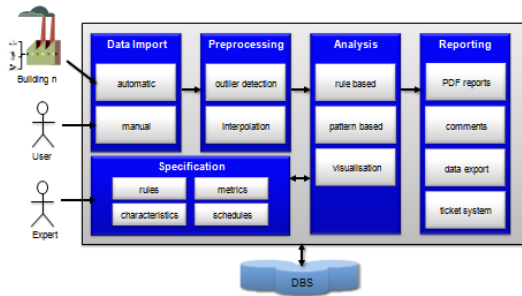 Data Import
Preprocessing
Analysis
Reporting
Building n
automatic
outlier detection
rule based
PDF reports
manual
Interpolation
pattern based
comments
User
Specification
visualisation
data export
rules
metrics
characteristics
schedules
ticket system
Expert
DBS